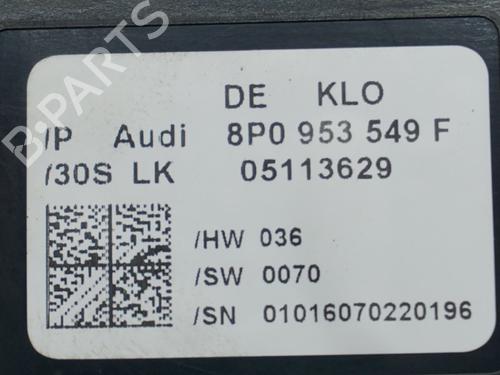 DE KLO
/P Audi 8P0 953 549 F
/30S LK 05113629
/HW 036
/SW 0070
/SN 01016070220196
B-PARTS